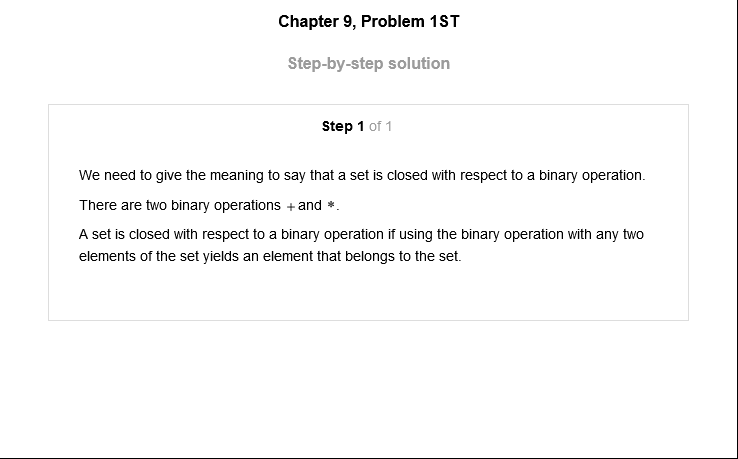 Chapter 9, Problem 1ST
Step-by-step solution
Step 1 of 1
We need to give the meaning to say that a set is closed with respect to a binary operation.
There are two binary operations + and *.
A set is closed with respect to a binary operation if using the binary operation with any two
elements of the set yields an element that belongs to the set.